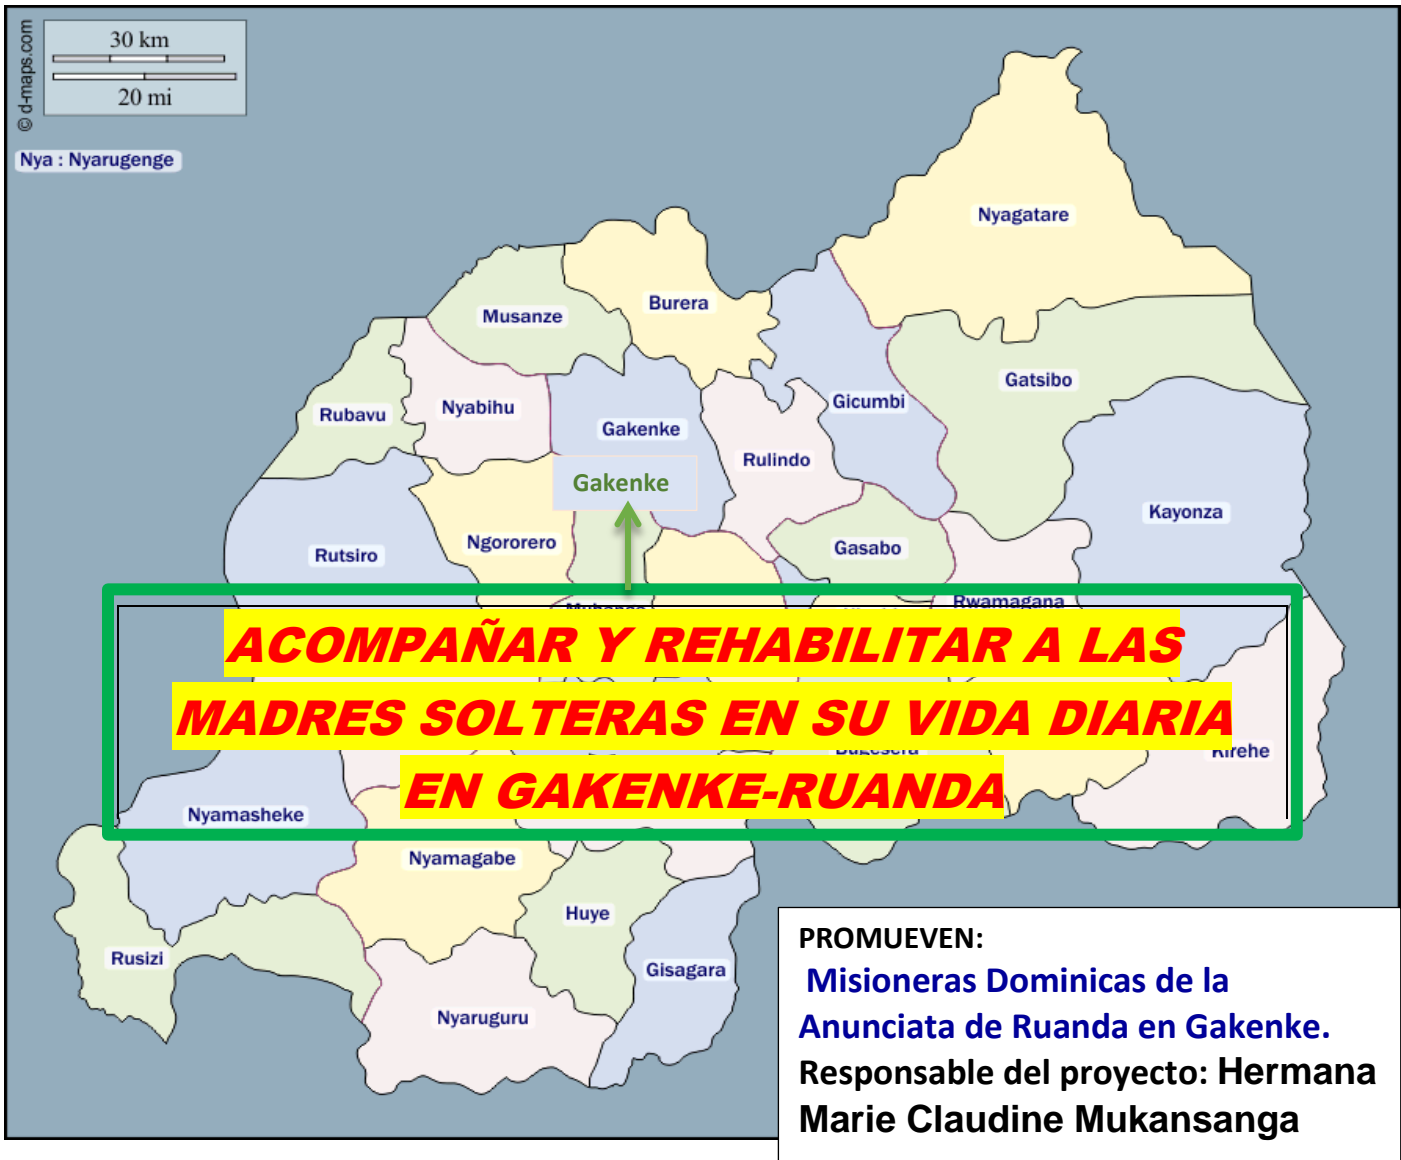 © d-maps.com
30 km
20 mi
Nya : Nyarugenge
Nyagatare
Burera
Musanze
Gatsibo
Gicumbi
Nyabihu
Rubavu
Gakenke
Rulindo
Gakenke
Kayonza
Ngororero
Gasabo
Rutsiro
Rwamagana
ACOMPAÑAR Y REHABILITAR A LAS
MADRES SOLTERAS EN SU VIDA DIARIA
Bugesera
Kirehe
EN GAKENKE-RUANDA
Nyamasheke
Nyamagabe
Huye
Rusizi
Gisagara
Nyaruguru
PROMUEVEN:
Misioneras Dominicas de la
Anunciata de Ruanda en Gakenke.
Responsable del proyecto: Hermana
Marie Claudine Mukansanga